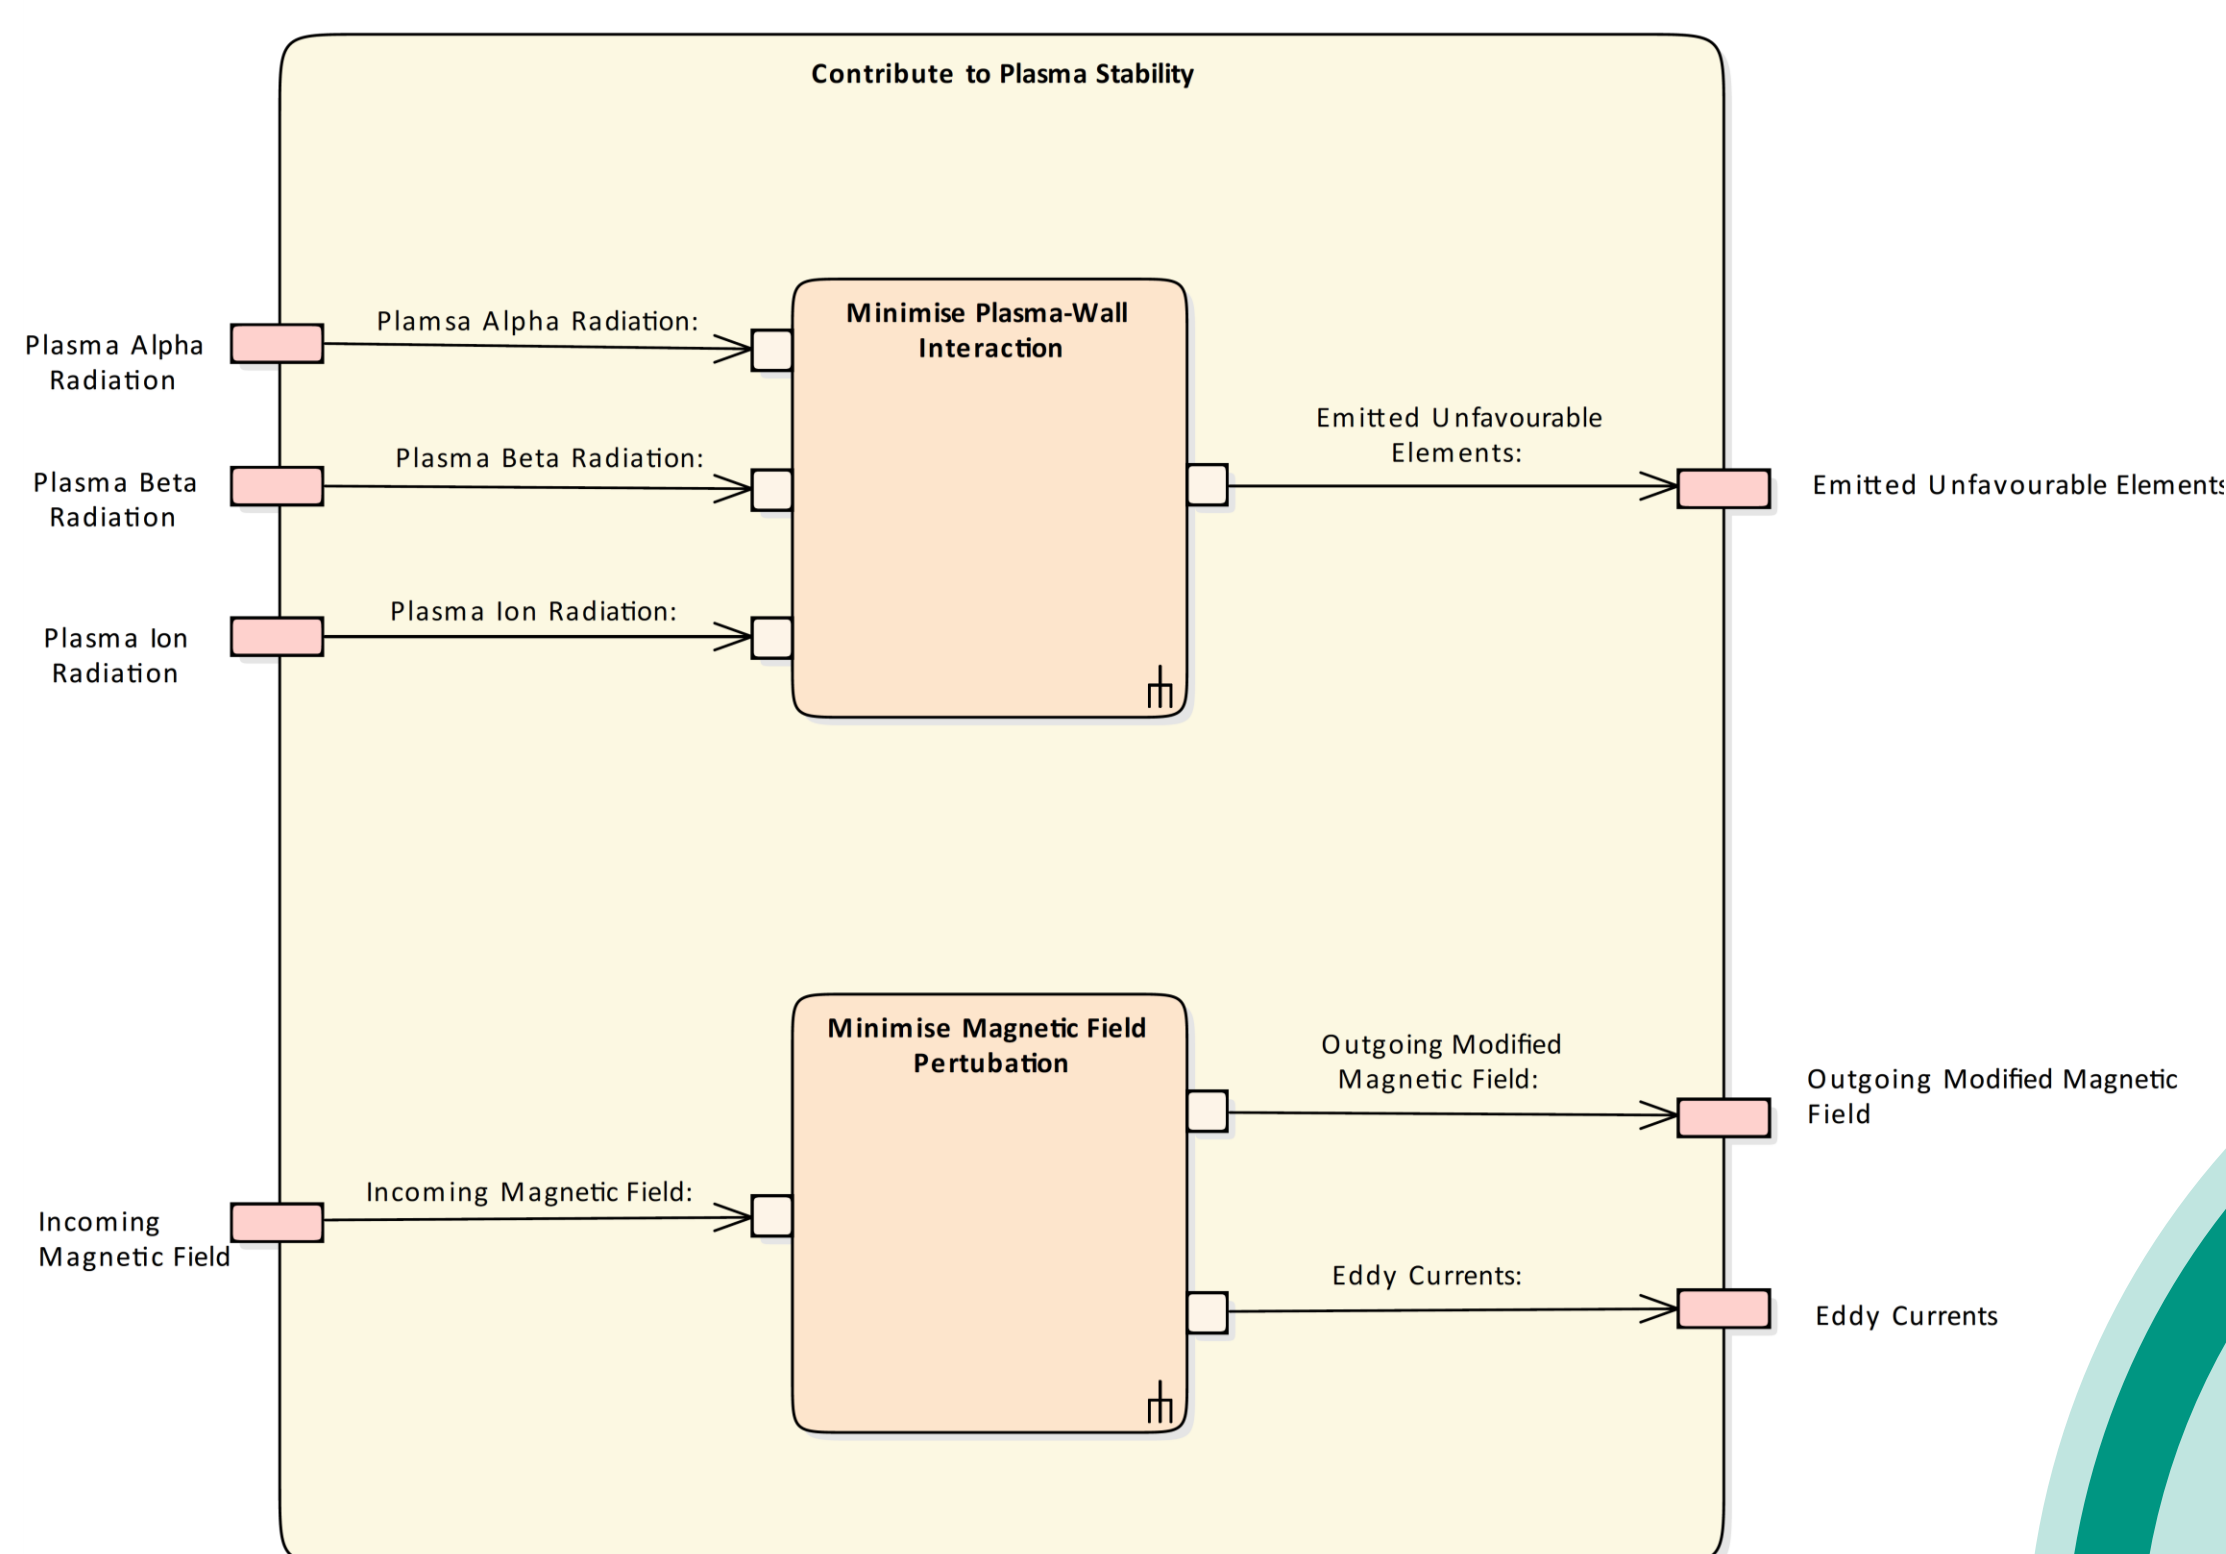 Contribute to Plasma Stability
Plasma Alpha
Radiation
Plamsa Alpha Radiation:
Minimise Plasma-Wall
Interaction
Plasma Beta
Radiation
Plasma Beta Radiation:
Emitted Unfavourable
Elements:
Emitted Unfavourable Elements
Plasma Ion
Radiation
Plasma Ion Radiation:
Minimise Magnetic Field
Pertubation
Outgoing Modified
Magnetic Field:
Outgoing Modified Magnetic
Field
Incoming
Magnetic Field
Incoming Magnetic Field:
Eddy Currents:
Eddy Currents